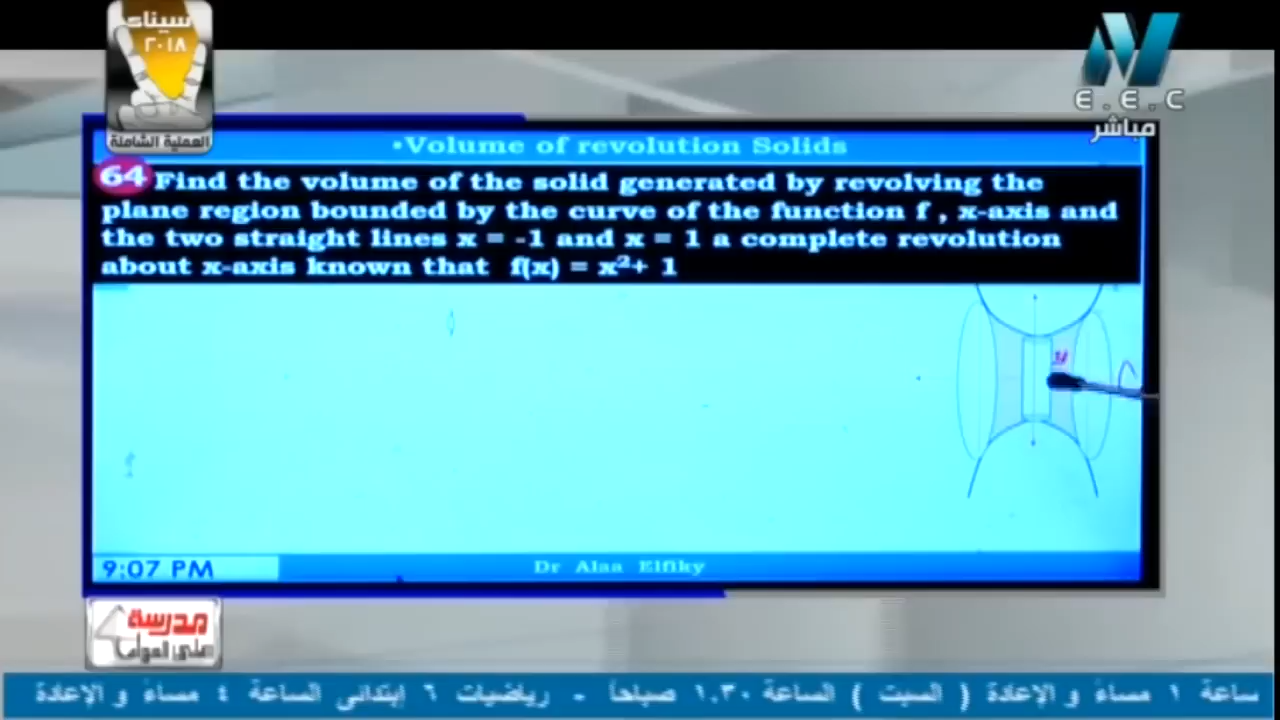 سيناء
٢٠١٨
العملية الشاملة
E.E.C
مباشر
•Volume of revolution Solids
64 Find the volume of the solid generated by revolving the
plane region bounded by the curve of the function f , x-axis and
the two straight lines x = -1 and x = 1 a complete revolution
about x-axis known that f(x) = x²+ 1
9:07 PM
Dr Alaa Elfiky
مدرسة
على الهواء
ساعة ١ مساءً و الإعادة ( السبت ) الساعة ١.٣٠ صباحاً - رياضيات ٦ إبتدائى الساعة ٤ مساءً و الإعادة